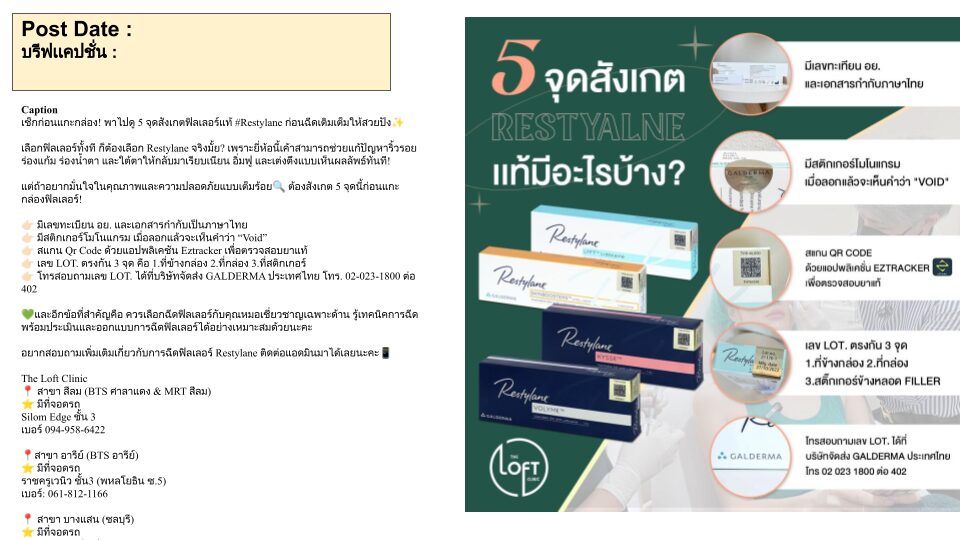 Post Date :
บรีฟแคปชั่น :
Caption
เช็กก่อนแกะกล่อง! พาไปดู 5 จุดสังเกตฟิลเลอร์แท้ #Restylane ก่อนฉีดเติมเต็มให้สวยปัง✨
เลือกฟิลเลอร์ทั้งที ก็ต้องเลือก Restylane จริงมั้ย? เพราะยี่ห้อนี้เค้าสามารถช่วยแก้ปัญหาริ้วรอย
ร่องแก้ม ร่องน้ำตา และใต้ตาให้กลับมาเรียบเนียน อิ่มฟู และเต่งตึงแบบเห็นผลลัพธ์ทันที!
แต่ถ้าอยากมั่นใจในคุณภาพและความปลอดภัยแบบเต็มร้อย🔍 ต้องสังเกต 5 จุดนี้ก่อนแกะ
กล่องฟิลเลอร์!
👉🏻 มีเลขทะเบียน อย. และเอกสารกำกับเป็นภาษาไทย
👉🏻 มีสติกเกอร์โมโนแกรม เมื่อลอกแล้วจะเห็นคำว่า “Void”
👉🏻 สแกน Qr Code ด้วยแอปพลิเคชัน Eztracker เพื่อตรวจสอบยาแท้
👉🏻 เลข LOT. ตรงกัน 3 จุด คือ 1.ที่ข้างกล่อง 2.ที่กล่อง 3.ที่สติกเกอร์
👉🏻 โทรสอบถามเลข LOT. ได้ที่บริษัทจัดส่ง GALDERMA ประเทศไทย โทร. 02-023-1800 ต่อ
402
💚และอีกข้อที่สำคัญคือ ควรเลือกฉีดฟิลเลอร์กับคุณหมอเชี่ยวชาญเฉพาะด้าน รู้เทคนิคการฉีด
พร้อมประเมินและออกแบบการฉีดฟิลเลอร์ได้อย่างเหมาะสมด้วยนะคะ
อยากสอบถามเพิ่มเติมเกี่ยวกับการฉีดฟิลเลอร์ Restylane ติดต่อแอดมินมาได้เลยนะคะ📱
The Loft Clinic
📍 สาขา สีลม (BTS ศาลาแดง & MRT สีลม)
⭐ มีที่จอดรถ
Silom Edge ชั้น 3
เบอร์ 094-958-6422
📍สาขา อารีย์ (BTS อารีย์)
⭐ มีที่จอดรถ
ราชครูเวนิว ชั้น3 (พหลโยธิน ซ.5)
เบอร์: 061-812-1166
📍 สาขา บางแสน (ชลบุรี)
⭐ มีที่จอดรถ
5 จุดสังเกต
RESTYALNE
แท้มีอะไรบ้าง?
Restylane
Restylane
GALDERMA
Restylane
KYSSE
Restylane
VOLYME
GALDERMA
THE
LOFT
CLINIC
มีเลขทะเทียน อย.
และเอกสารกำกับภาษาไทย
GALDERMA
มีสติกเกอร์โมโนแกรม
เมื่อลอกแล้วจะเห็นคำว่า "VOID"
สแกน QR CODE
ด้วยแอปพลิเคชั่น EZTRACKER
เพื่อตรวจสอบยาแท้
เลข LOT. ตรงกัน 3 จุด
1.ที่ข้างกล่อง 2.ที่กล่อง
3.สติ๊กเกอร์ข้างหลอด FILLER
GALDERMA
โทรสอบถามเลข LOT. ได้ที่
บริษัทจัดส่ง GALDERMA ประเทศไทย
โทร 02 023 1800 ต่อ 402